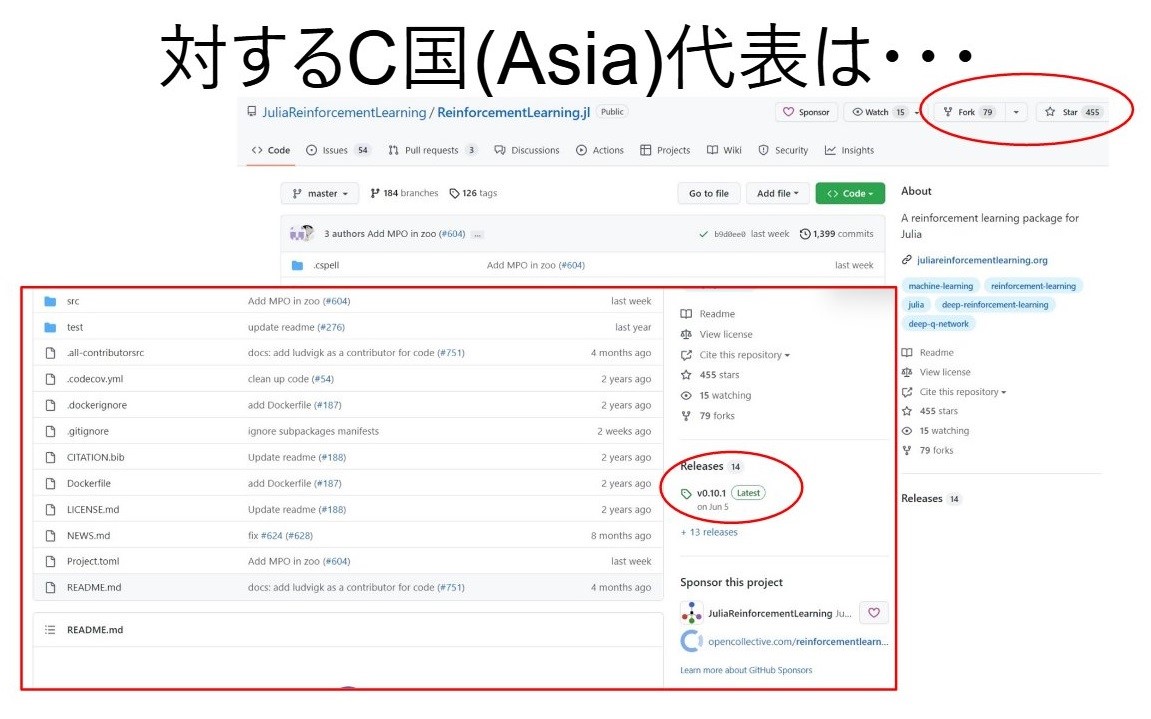 対するC国(Asia)代表は・・・
JuliaReinforcementLearning / ReinforcementLearning.jl Public
Sponsor Watch 15 Fork 79 Star 455
Code Issues 54 Pull requests 3 Discussions Actions Projects Wiki Security Insights
master 184 branches 126 tags Go to file Add file Code
3 authors Add MPO in zoo (#604) ... b9d0ee0 last week 1,399 commits
.cspell Add MPO in zoo (#604) last week
About
A reinforcement learning package for
Julia
juliareinforcementlearning.org
machine-learning reinforcement-learning
julia deep-reinforcement-learning
deep-q-network
Readme
View license
Cite this repository
455 stars
15 watching
79 forks
Releases 14
src Add MPO in zoo (#604) last week
test update readme (#276) last year
.all-contributorsrc docs: add ludvigk as a contributor for code (#751) 4 months ago
.codecov.yml clean up code (#54) 2 years ago
.dockerignore add Dockerfile (#187) 2 years ago
.gitignore ignore subpackages manifests 2 weeks ago
CITATION.bib Update readme (#188) 2 years ago
Dockerfile add Dockerfile (#187) 2 years ago
LICENSE.md Update readme (#188) 2 years ago
NEWS.md fix #624 (#628) 8 months ago
Project.toml Add MPO in zoo (#604) last week
README.md docs: add ludvigk as a contributor for code (#751) 4 months ago
README.md
Readme
View license
Cite this repository
455 stars
15 watching
79 forks
Releases 14
v0.10.1 Latest
on Jun 5
+ 13 releases
Sponsor this project
JuliaReinforcementLearning Ju...
opencollective.com/reinforcementlearn...
Learn more about GitHub Sponsors